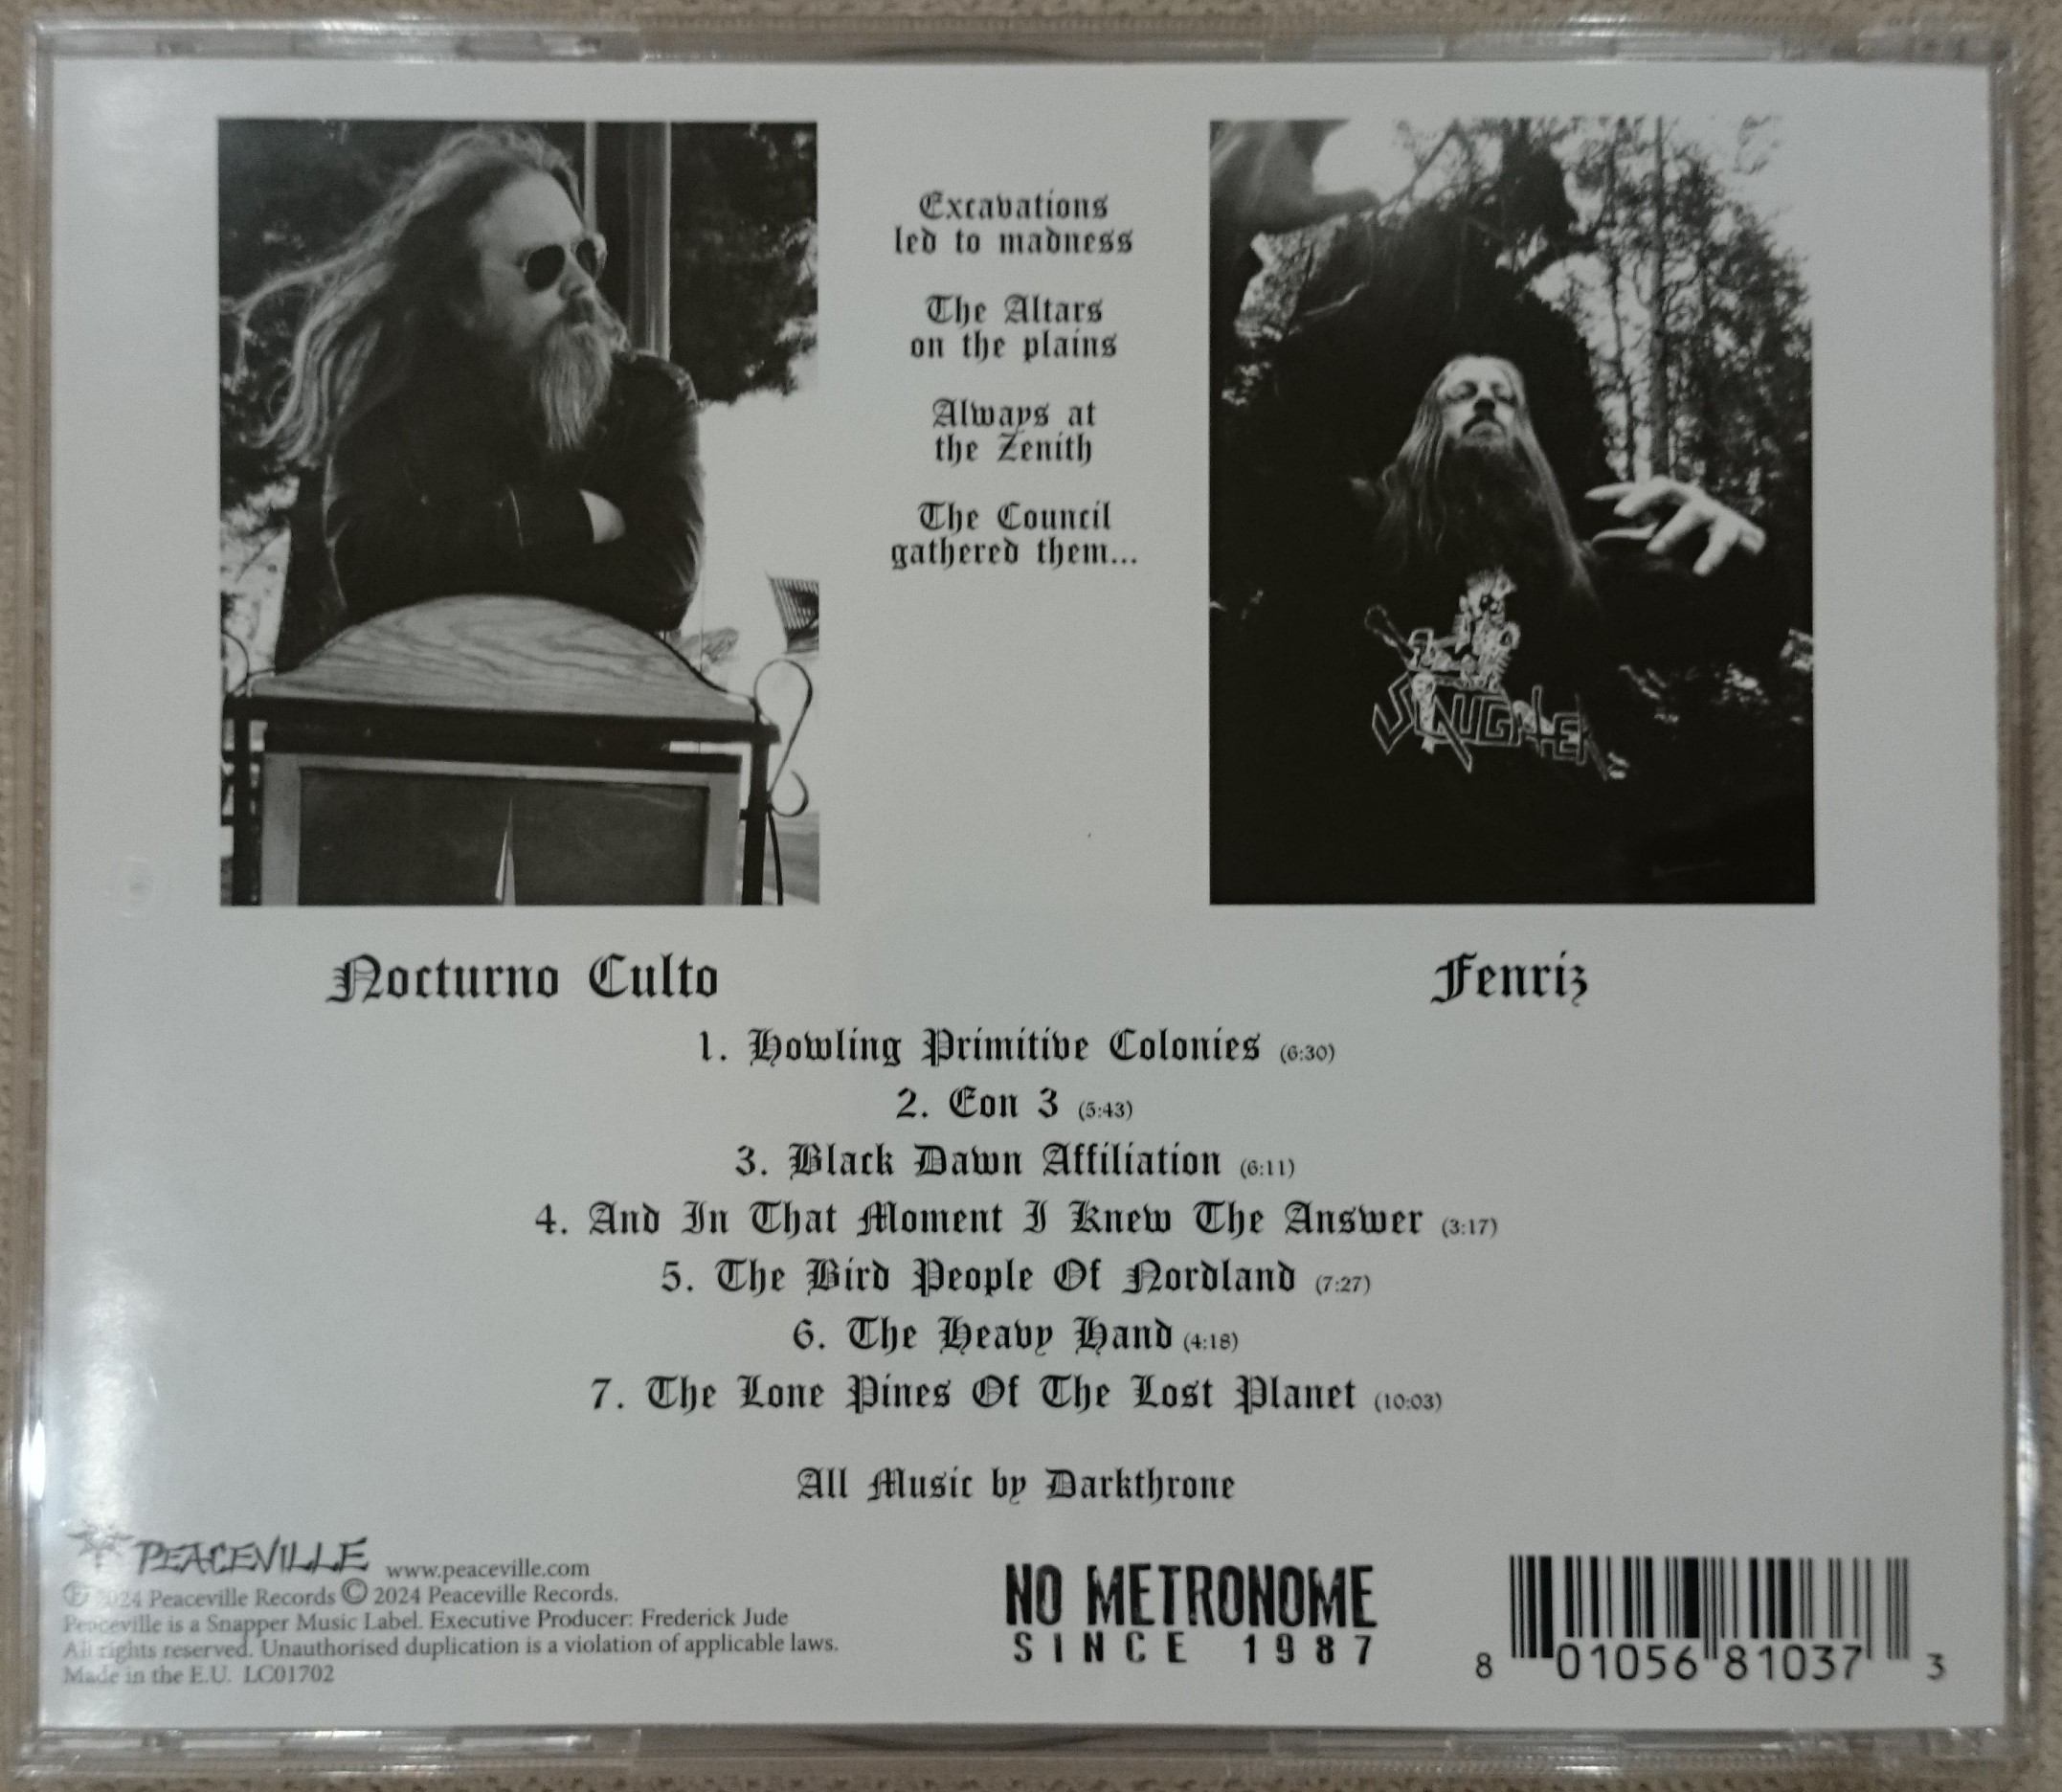 Excavations
led to madness
The Altars
on the plains
Always at
the Zenith
The Council
gathered them...
SLAUGHTER
Nocturno Culto
Fenriz
1. Howling Primitive Colonies (6:30)
2. Eon 3 (5:43)
3. Black Dawn Affiliation (6:11)
4. And In That Moment I Knew The Answer (3:17)
5. The Bird People Of Nordland (7:27)
6. The Heavy Hand (4:18)
7. The Lone Pines Of The Lost Planet (10:03)
All Music by Darkthrone
PEACEVILLE www.peaceville.com
℗ 2024 Peaceville Records © 2024 Peaceville Records.
Peaceville is a Snapper Music Label. Executive Producer: Frederick Jude
All rights reserved. Unauthorised duplication is a violation of applicable laws.
Made in the E.U. LC01702
NO METRONOME
SINCE 1987
8 01056 81037 3